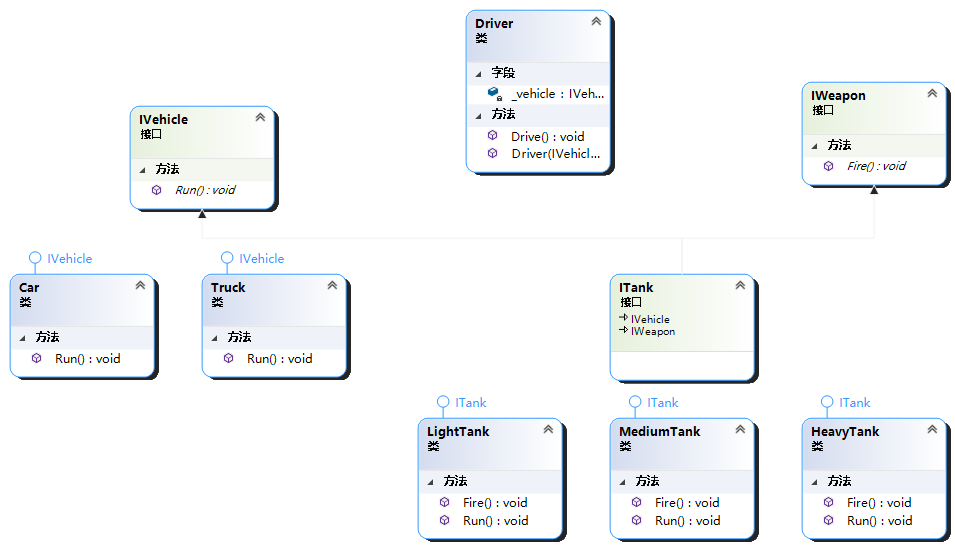 Driver
类
字段
_vehicle : IVeh...
方法
Drive() : void
Driver(IVehicl...
IVehicle
接口
方法
Run() : void
IWeapon
接口
方法
Fire() : void
IVehicle
Car
类
方法
Run() : void
IVehicle
Truck
类
方法
Run() : void
ITank
接口
IVehicle
IWeapon
ITank
LightTank
类
方法
Fire() : void
Run() : void
ITank
MediumTank
类
方法
Fire() : void
Run() : void
ITank
HeavyTank
类
方法
Fire() : void
Run() : void